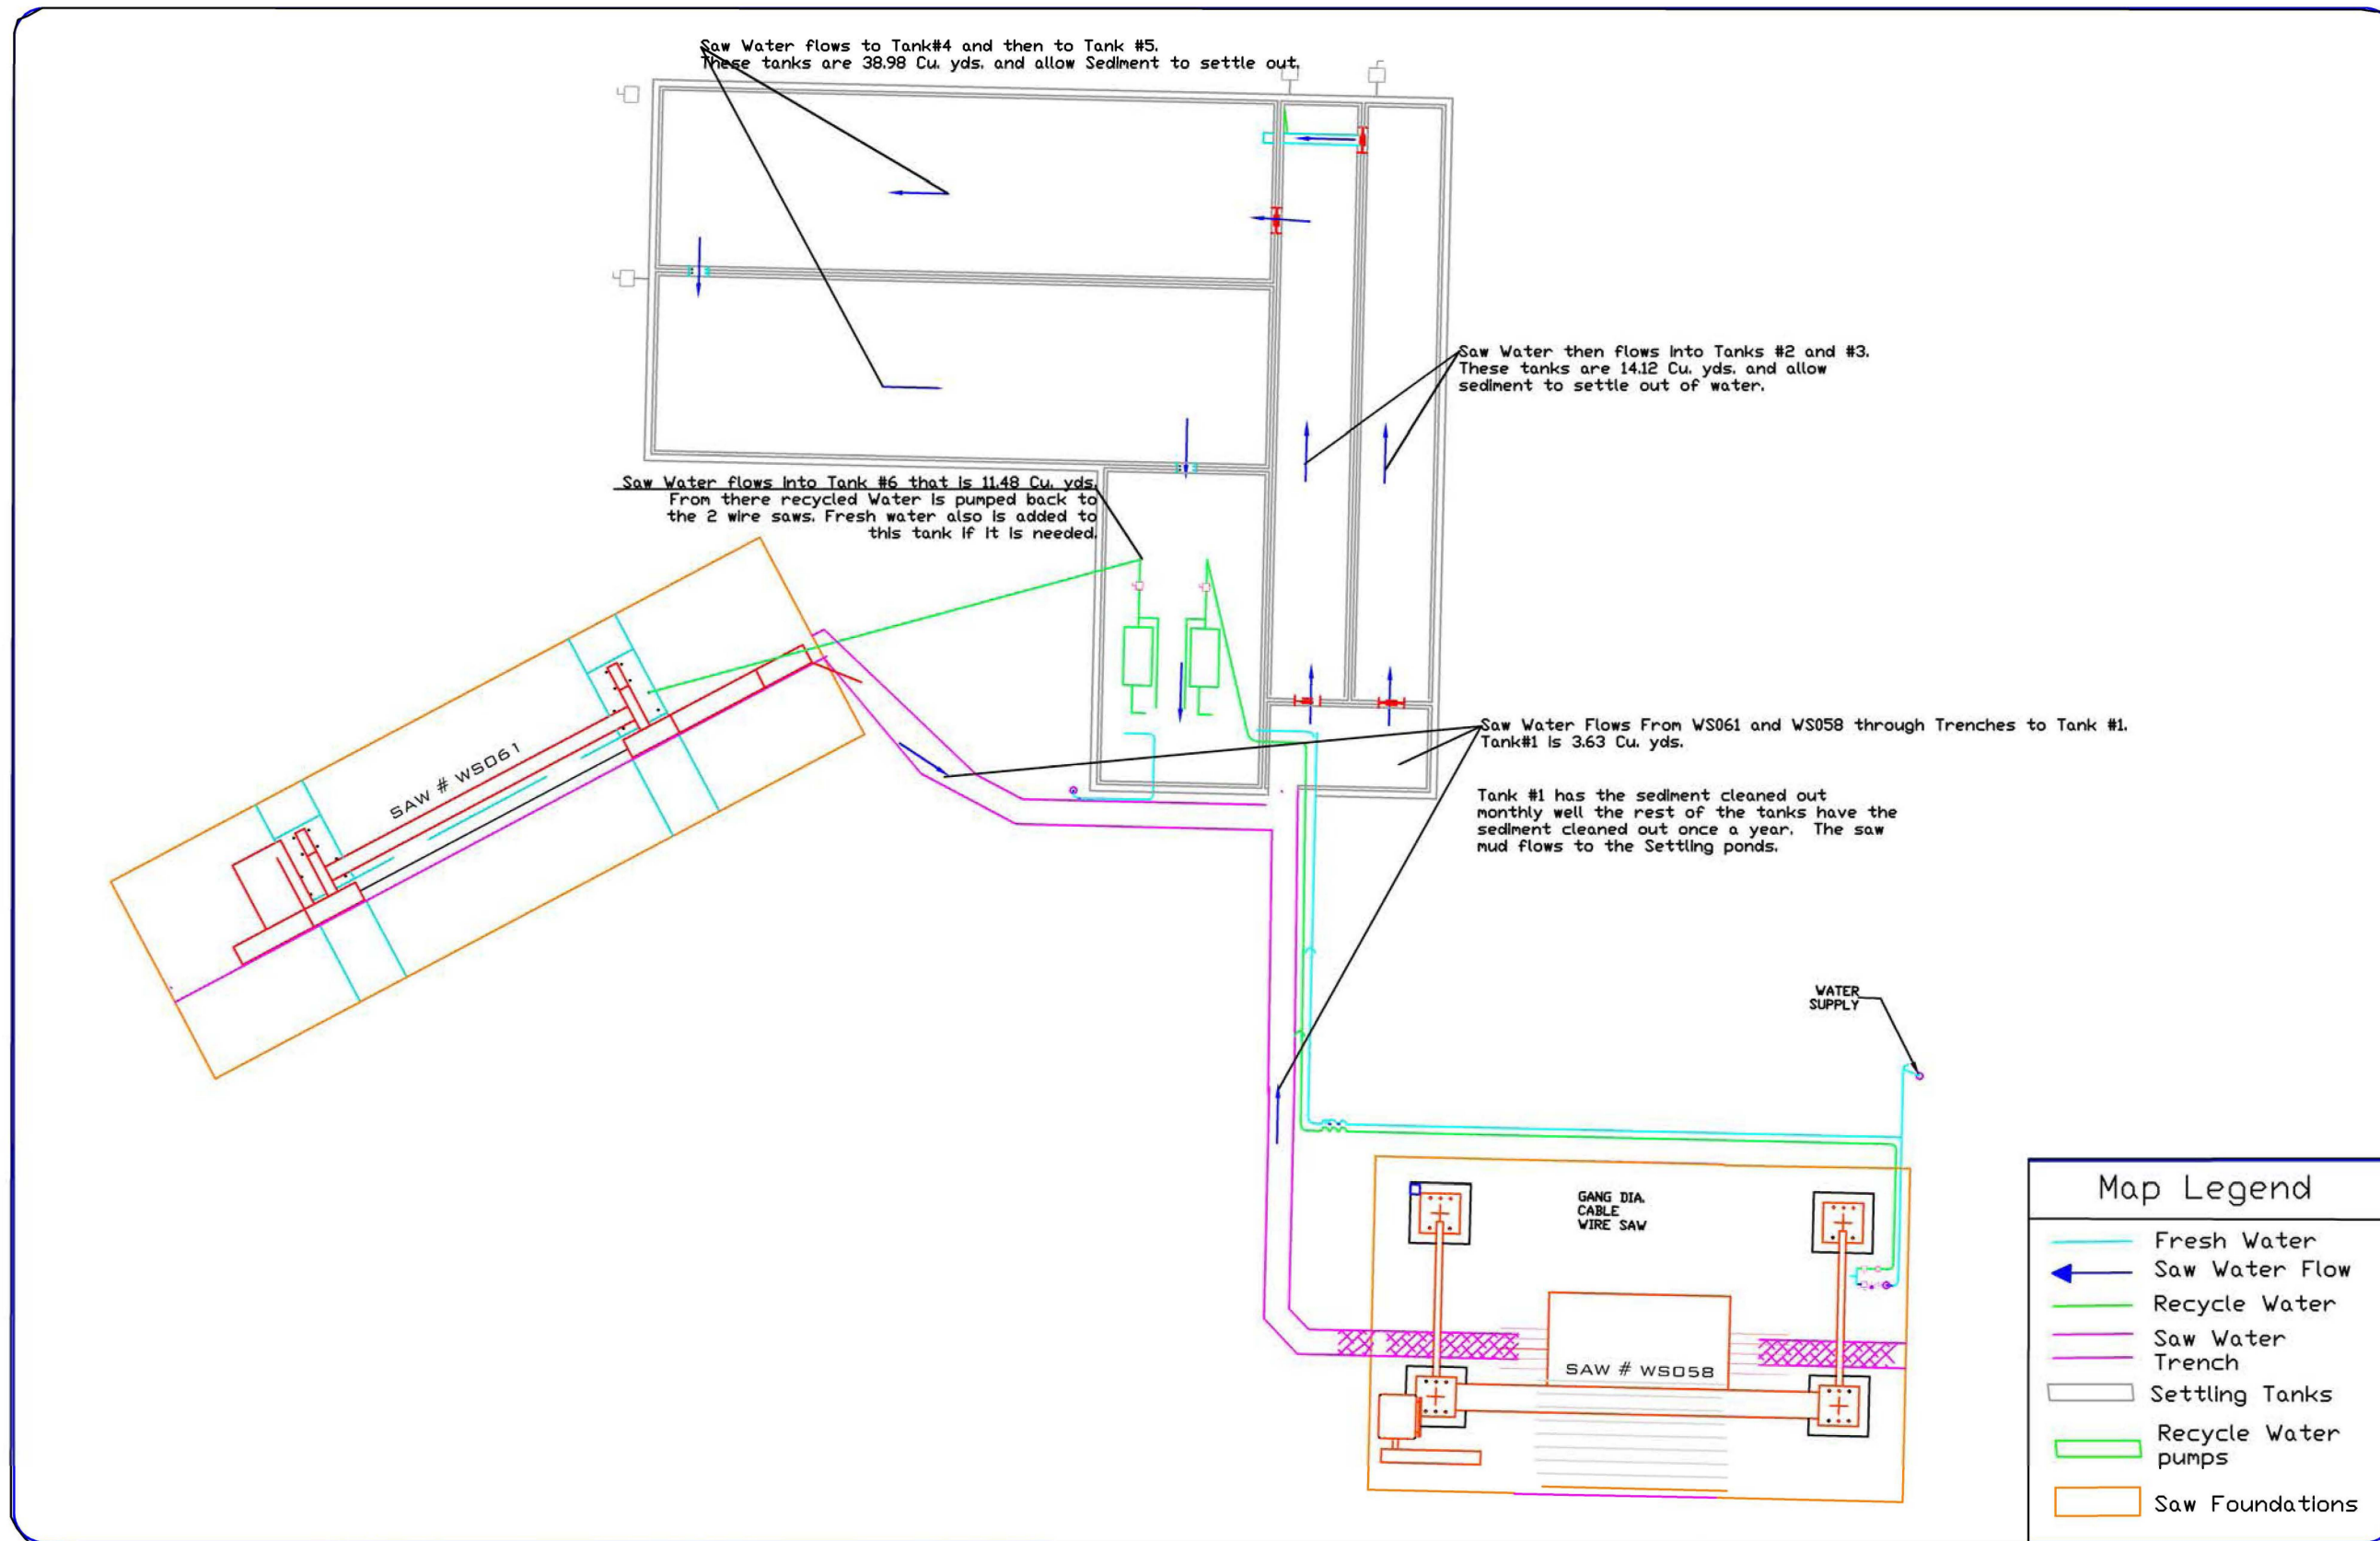 Saw Water flows to Tank#4 and then to Tank #5.
These tanks are 38.98 Cu. yds. and allow Sediment to settle out.
Saw Water then flows into Tanks #2 and #3.
These tanks are 14.12 Cu. yds. and allow
sediment to settle out of water.
Saw Water flows into Tank #6 that is 11.48 Cu. yds.
From there recycled Water is pumped back to
the 2 wire saws. Fresh water also is added to
this tank if it is needed.
SAW # WS061
Saw Water Flows From WS061 and WS058 through Trenches to Tank #1.
Tank#1 is 3.63 Cu. yds.
Tank #1 has the sediment cleaned out
monthly well the rest of the tanks have the
sediment cleaned out once a year. The saw
mud flows to the Settling ponds.
WATER
SUPPLY
GANG DIA.
CABLE
WIRE SAW
SAW # WS058
Map Legend
Fresh Water
Saw Water Flow
Recycle Water
Saw Water
Trench
Settling Tanks
Recycle Water
pumps
Saw Foundations